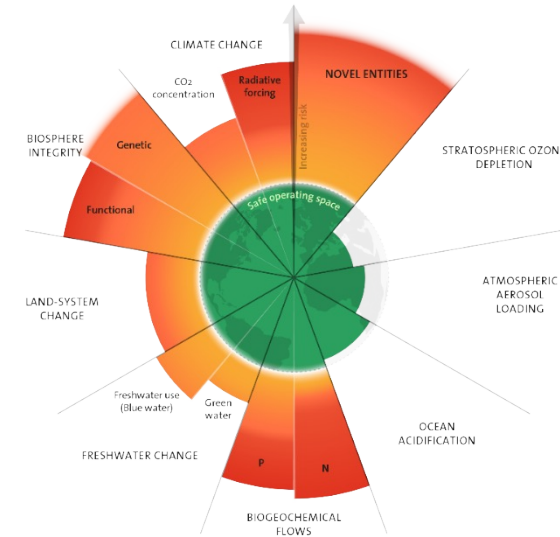 CLIMATE CHANGE
CO2
concentration
Radiative
forcing
Increasing risk
NOVEL ENTITIES
STRATOSPHERIC OZON
DEPLETION
BIOSPHERE
INTEGRITY
Genetic
Functional
Safe operating space
ATMOSPHERIC
AEROSOL
LOADING
LAND-SYSTEM
CHANGE
Freshwater use
(Blue water)
Green
water
FRESHWATER CHANGE
P
N
OCEAN
ACIDIFICATION
BIOGEOCHEMICAL
FLOWS